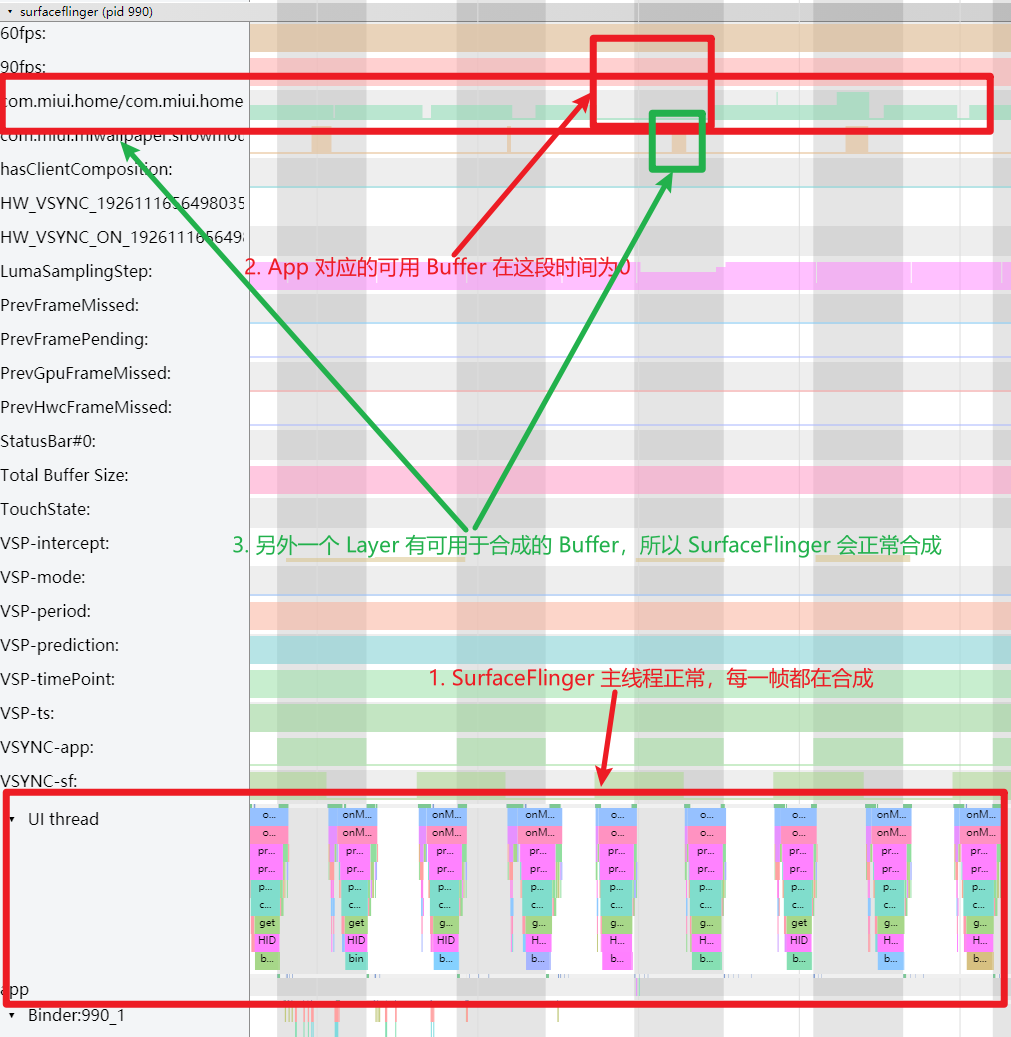 surfaceflinger (pid 990)
60fps:
90fps:
com.miui.home/com.miui.home
com.miui.miwallpaper.showmoc
hasClientComposition:
HW_VSYNC_1926111656498035
HW_VSYNC_ON_192611165649
2. App 对应的可用 Buffer 在这段时间为0
LumaSamplingStep:
PrevFrameMissed:
PrevFramePending:
PrevGpuFrameMissed:
PrevHwcFrameMissed:
StatusBar#0:
Total Buffer Size:
TouchState:
VSP-intercept:
3. 另外一个 Layer 有可用于合成的 Buffer，所以 SurfaceFlinger 会正常合成
VSP-mode:
VSP-period:
VSP-prediction:
VSP-timePoint:
1. SurfaceFlinger 主线程正常，每一帧都在合成
VSP-ts:
VSYNC-app:
VSYNC-sf:
UI thread
o... onM... onM... onM... o... o... o... onM... onM...
o... onM... onM... onM... o... o... o... onM... onM...
pr... pr... pr... pr... pr... pr... pr... pr... pr...
pr... pr... pr... pr... pr... pr... pr... pr... pr...
p... p... p... p... p... p... p... p... p...
c... c... c... c... c... c... c... c... c...
get get g... g... g... g... get g... g...
HID HID HID H... H... H... HID H... H...
b... bin b... b... b... b... b... b... b...
app
Binder:990_1